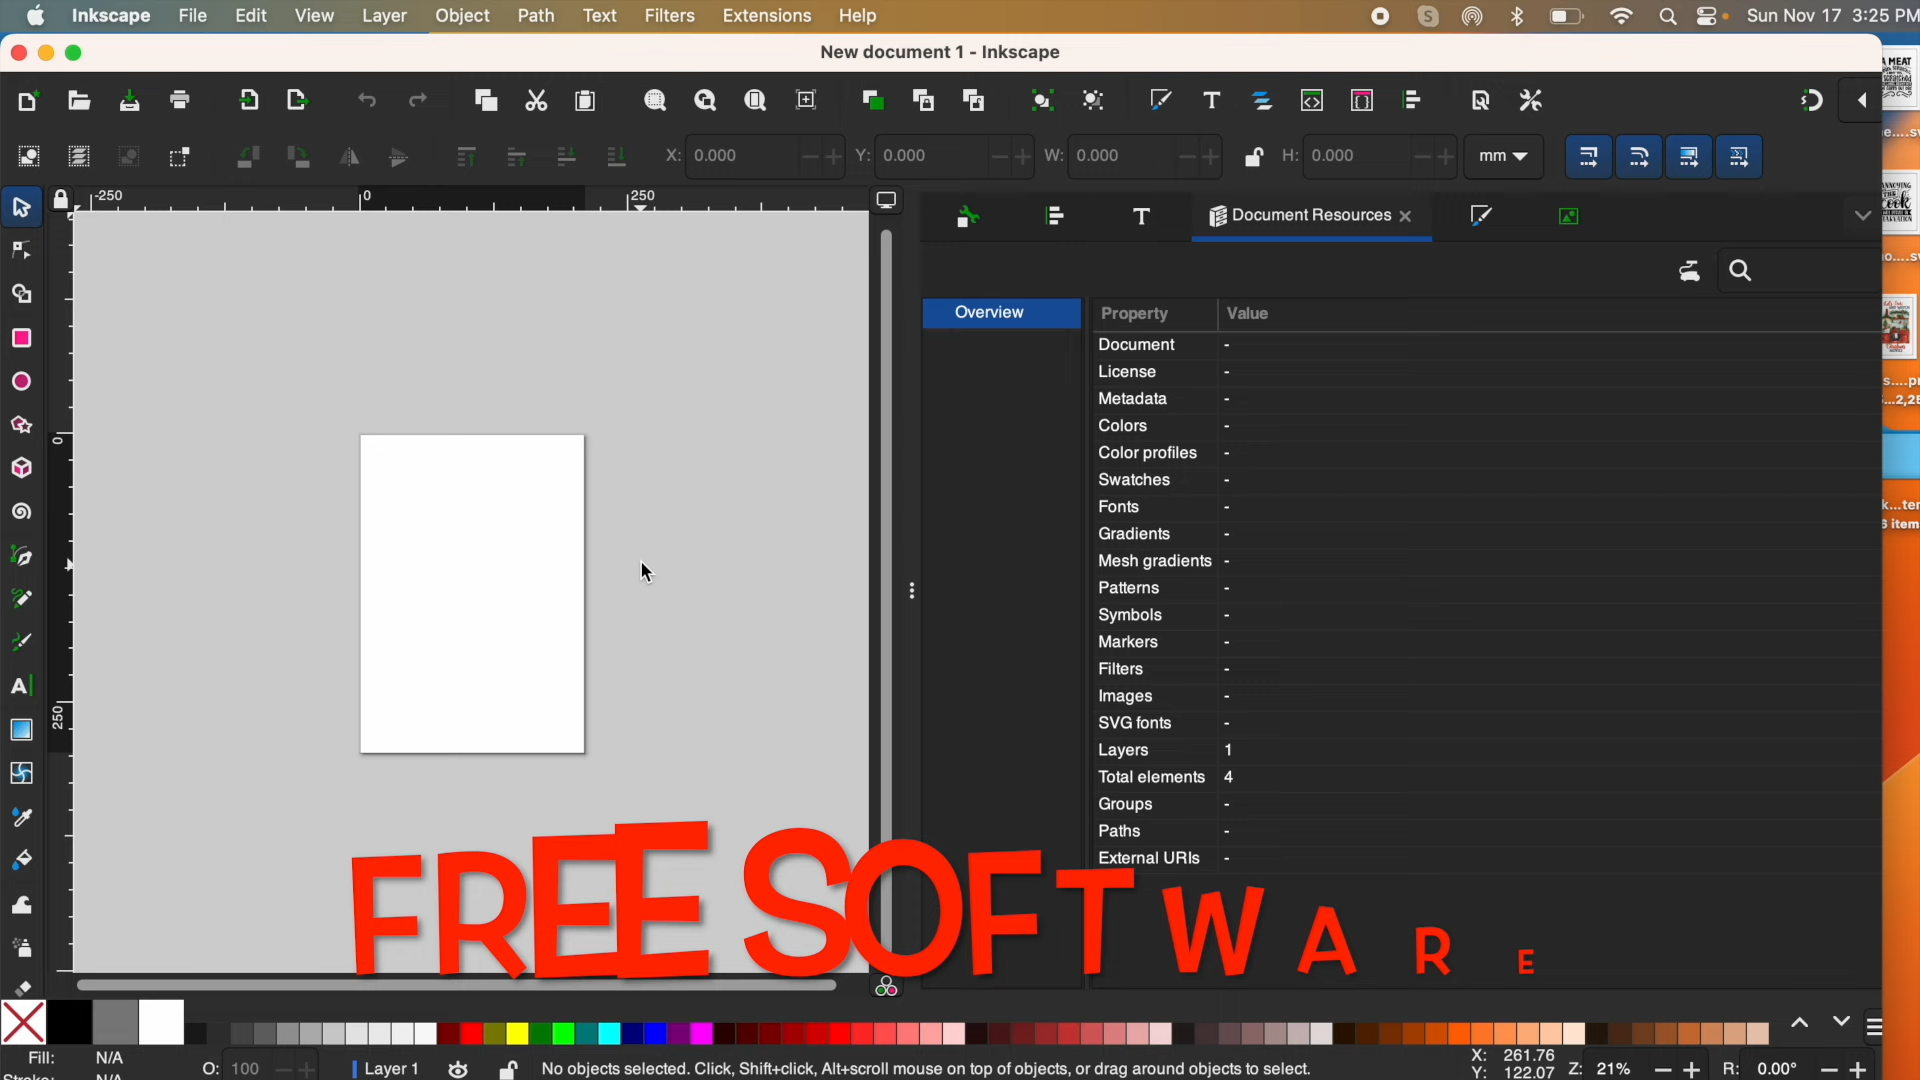 Inkscape File Edit View Layer Object Path Text Filters Extensions Help Sun Nov 17 3:25 PM
New document 1 - Inkscape
X: 0.000 Y: 0.000 W: 0.000 H: 0.000 mm
-250 0 250
Document Resources
0
250
Overview
Property Value
Document -
License -
Metadata -
Colors -
Color profiles -
Swatches -
Fonts -
Gradients -
Mesh gradients -
Patterns -
Symbols -
Markers -
Filters -
Images -
SVG fonts -
Layers 1
Total elements 4
Groups -
Paths -
External URIs -
FREE SOFTWARE
A MEAT
COOK
6 item
Fill: N/A
O: 100 Layer 1 No objects selected. Click, Shift+click, Alt+scroll mouse on top of objects, or drag around objects to select.
X: 261.76
Y: 122.07
Z: 21% R: 0.00°